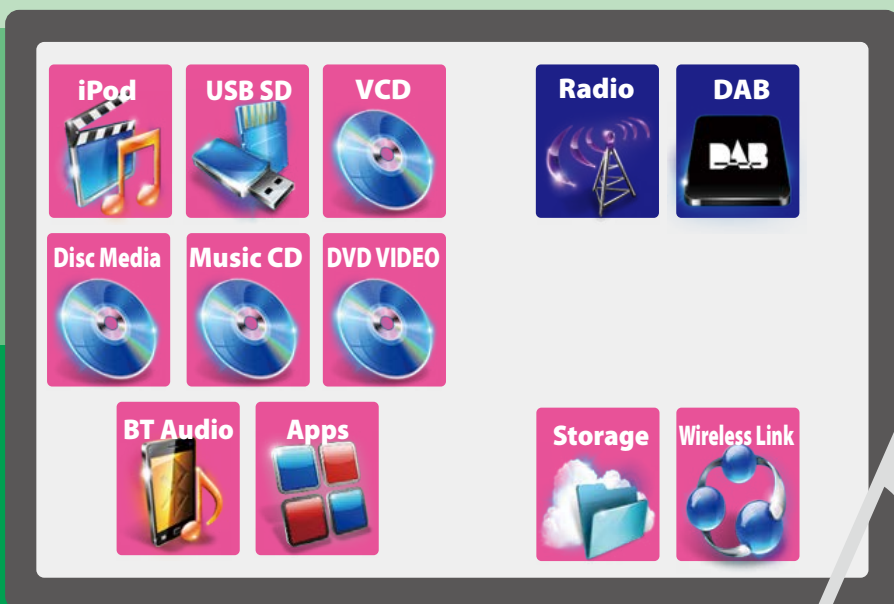 iPod
USB SD
VCD
Radio
DAB
DAB
Disc Media
Music CD
DVD VIDEO
BT Audio
Apps
Storage
Wireless Link